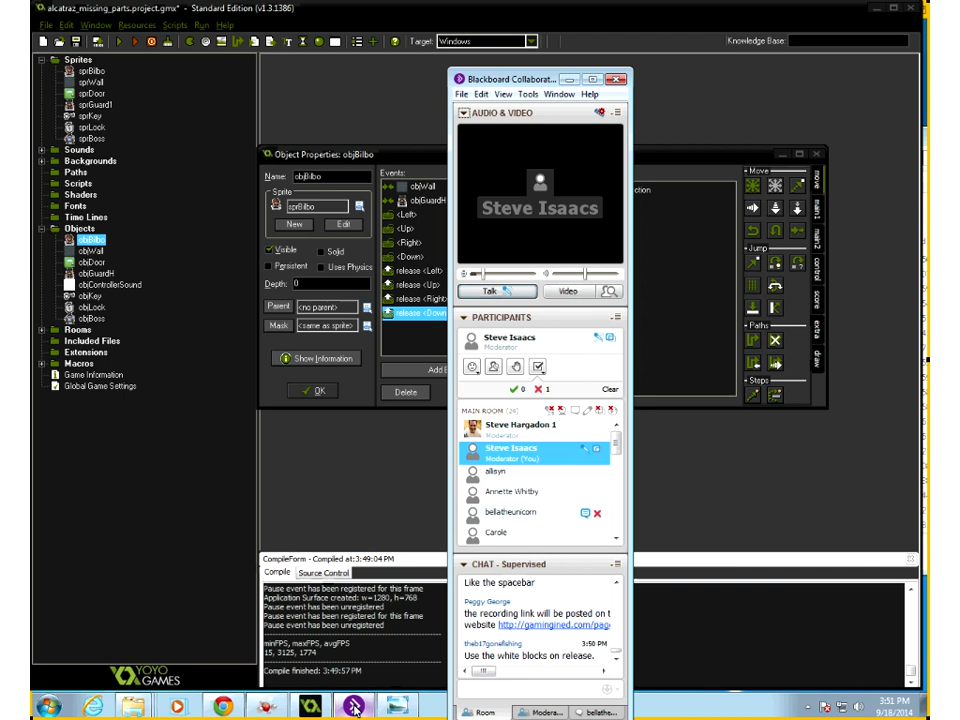 alcatraz_missing_parts.project.gmx* - Standard Edition (v1.3.1386)
File Edit Window Resources Scripts Run Help
Target: Windows
Knowledge Base:
Sprites
sprBilbo
sprWall
sprDoor
sprGuard1
sprKey
sprLock
sprBoss
Sounds
Backgrounds
Paths
Scripts
Shaders
Fonts
Time Lines
Objects
objBilbo
objWall
objDoor
objGuardH
objControllerSound
objKey
objLock
objBoss
Rooms
Included Files
Extensions
Macros
Game Information
Global Game Settings
YOYO
GAMES
Object Properties: objBilbo
Name: objBilbo
Sprite
sprBilbo
New Edit
Visible Solid
Persistent Uses Physics
Depth: 0
Parent <no parent>
Mask <same as sprite>
Show Information
OK
Events:
objWall
objGuardH
<Left>
<Up>
<Right>
<Down>
release <Left>
release <Up>
release <Right>
release <Down
Add E
Delete
Move
Jump
Paths
Steps
move
main1
main2
control
score
extra
draw
Blackboard Collaborat...
File Edit View Tools Window Help
AUDIO & VIDEO
Steve Isaacs
Talk Video
PARTICIPANTS
Steve Isaacs
Moderator
0 1 Clear
MAIN ROOM (24)
Steve Hargadon 1
Moderator
Steve Isaacs
Moderator (You)
alisyn
Annette Whitby
bellatheunicorn
Carole
CHAT - Supervised
Like the spacebar
Peggy George
the recording link will be posted on t
website http://gamingined.com/page
theb17gonefishing 3:50 PM
Use the white blocks on release.
Room Modera... bellathe...
CompileForm - Compiled at:3:49:04 PM
Compile Source Control
Pause event has been registered for this frame
Application Surface created: w=1280, h=768
Pause event has been unregistered
Pause event has been registered for this frame
Pause event has been unregistered
minFPS, maxFPS, avgFPS
15, 3125, 1774
Compile finished: 3:49:57 PM
3:51 PM
9/18/2014